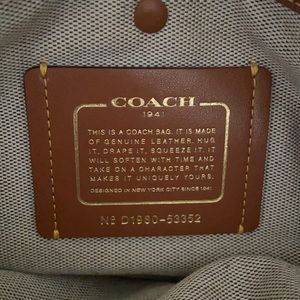 COACH
1941
THIS IS A COACH BAG. IT IS MADE
OF GENUINE LEATHER. HUG
IT, DRAPE IT, SQUEEZE IT. IT
WILL SOFTEN WITH TIME AND
TAKE ON A CHARACTER THAT
MAKES IT UNIQUELY YOURS.
DESIGNED IN NEW YORK CITY SINCE 1941
Nº D1980-53352